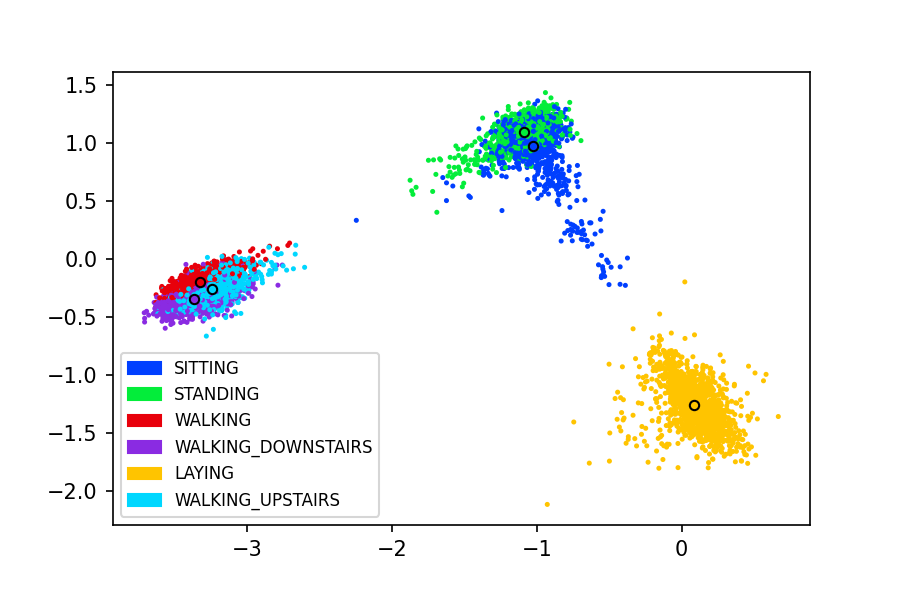 1.5
1.0
0.5
0.0
−0.5
−1.0
−1.5
−2.0
SITTING
STANDING
WALKING
WALKING_DOWNSTAIRS
LAYING
WALKING_UPSTAIRS
−3 −2 −1 0